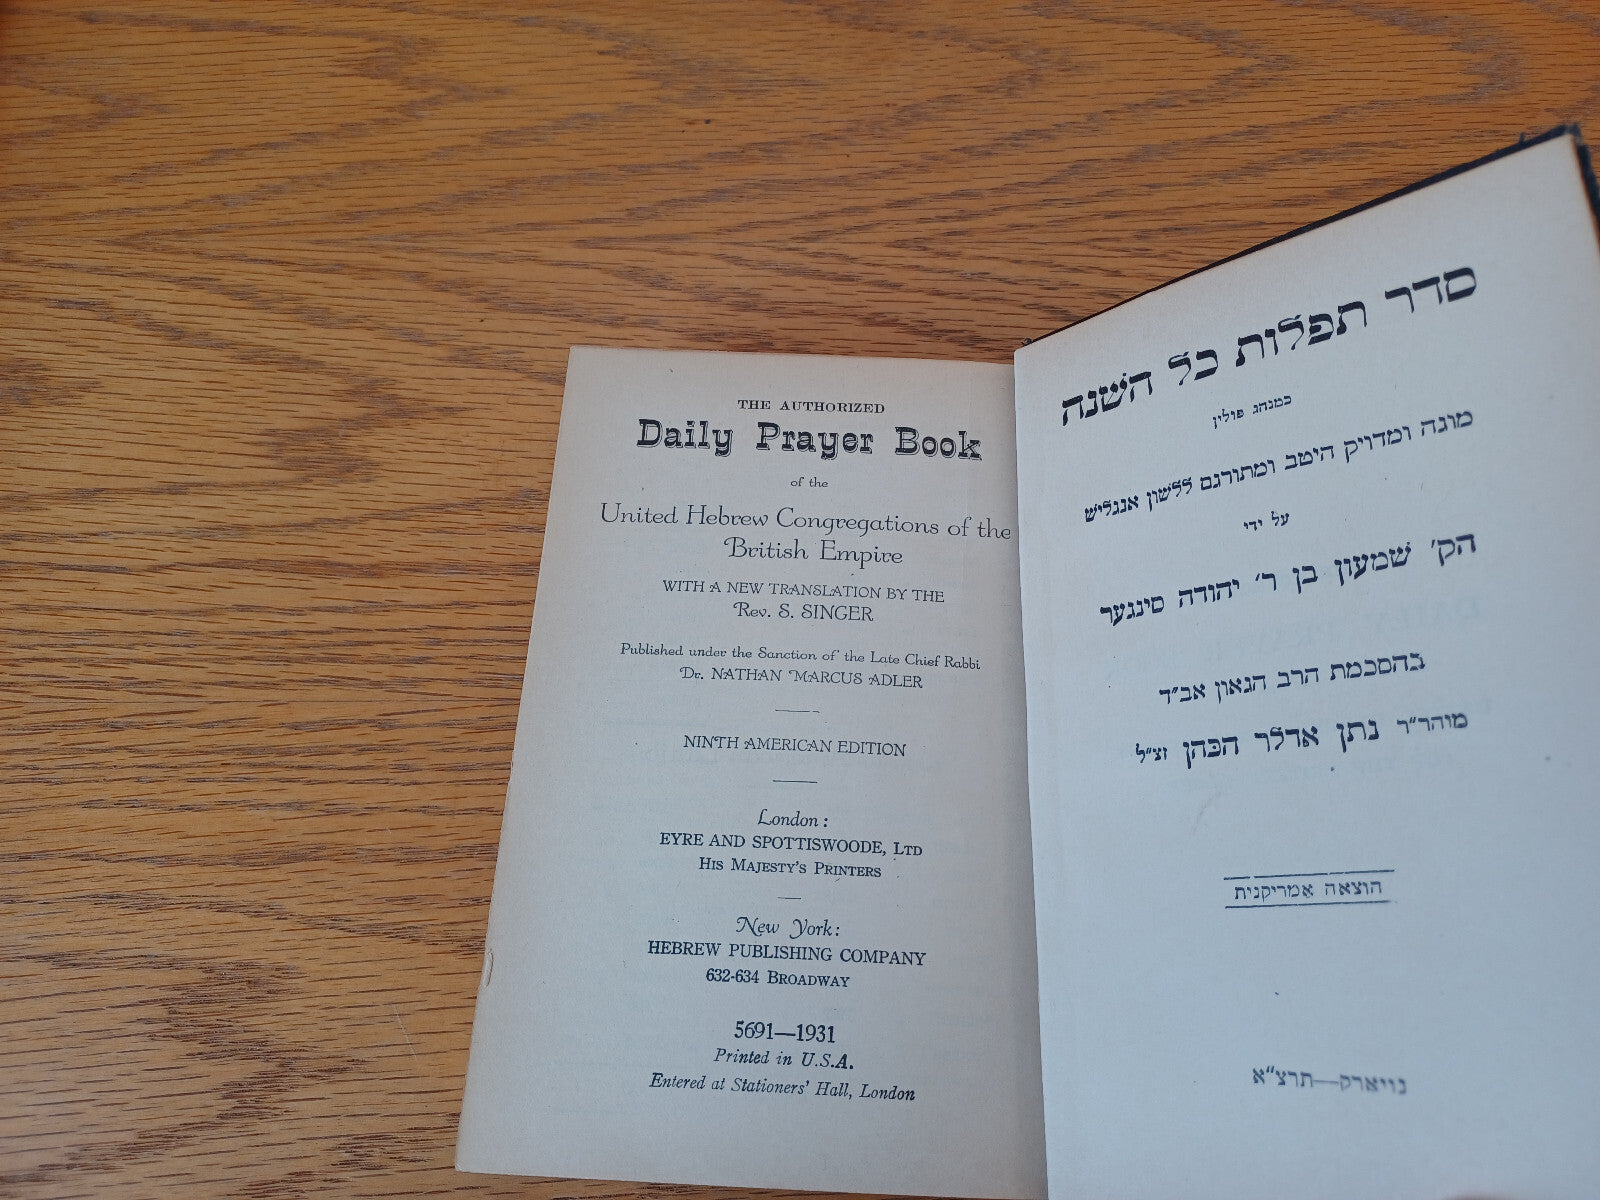 THE AUTHORIZED
Daily Prayer Book
of the
United Hebrew Congregations of the
British Empire
WITH A NEW TRANSLATION BY THE
Rev. S. SINGER
Published under the Sanction of the Late Chief Rabbi
Dr. NATHAN MARCUS ADLER
NINTH AMERICAN EDITION
London:
EYRE AND SPOTTISWOODE, LTD
HIS MAJESTY'S PRINTERS
New York:
HEBREW PUBLISHING COMPANY
632-634 BROADWAY
5691—1931
Printed in U.S.A.
Entered at Stationers' Hall, London
סדר תפלות כל השנה
כמנהג פולין
מוגה ומדויק היטב ומתורגם ללשון אנגליש
על ידי
הק' שמעון בן ר' יהודה סינגער
בהסכמת הרב הגאון אב"ד
מוהר"ר נתן אדלר הכהן זצ"ל
הוצאה אמריקנית
נויארק—תרצ"א